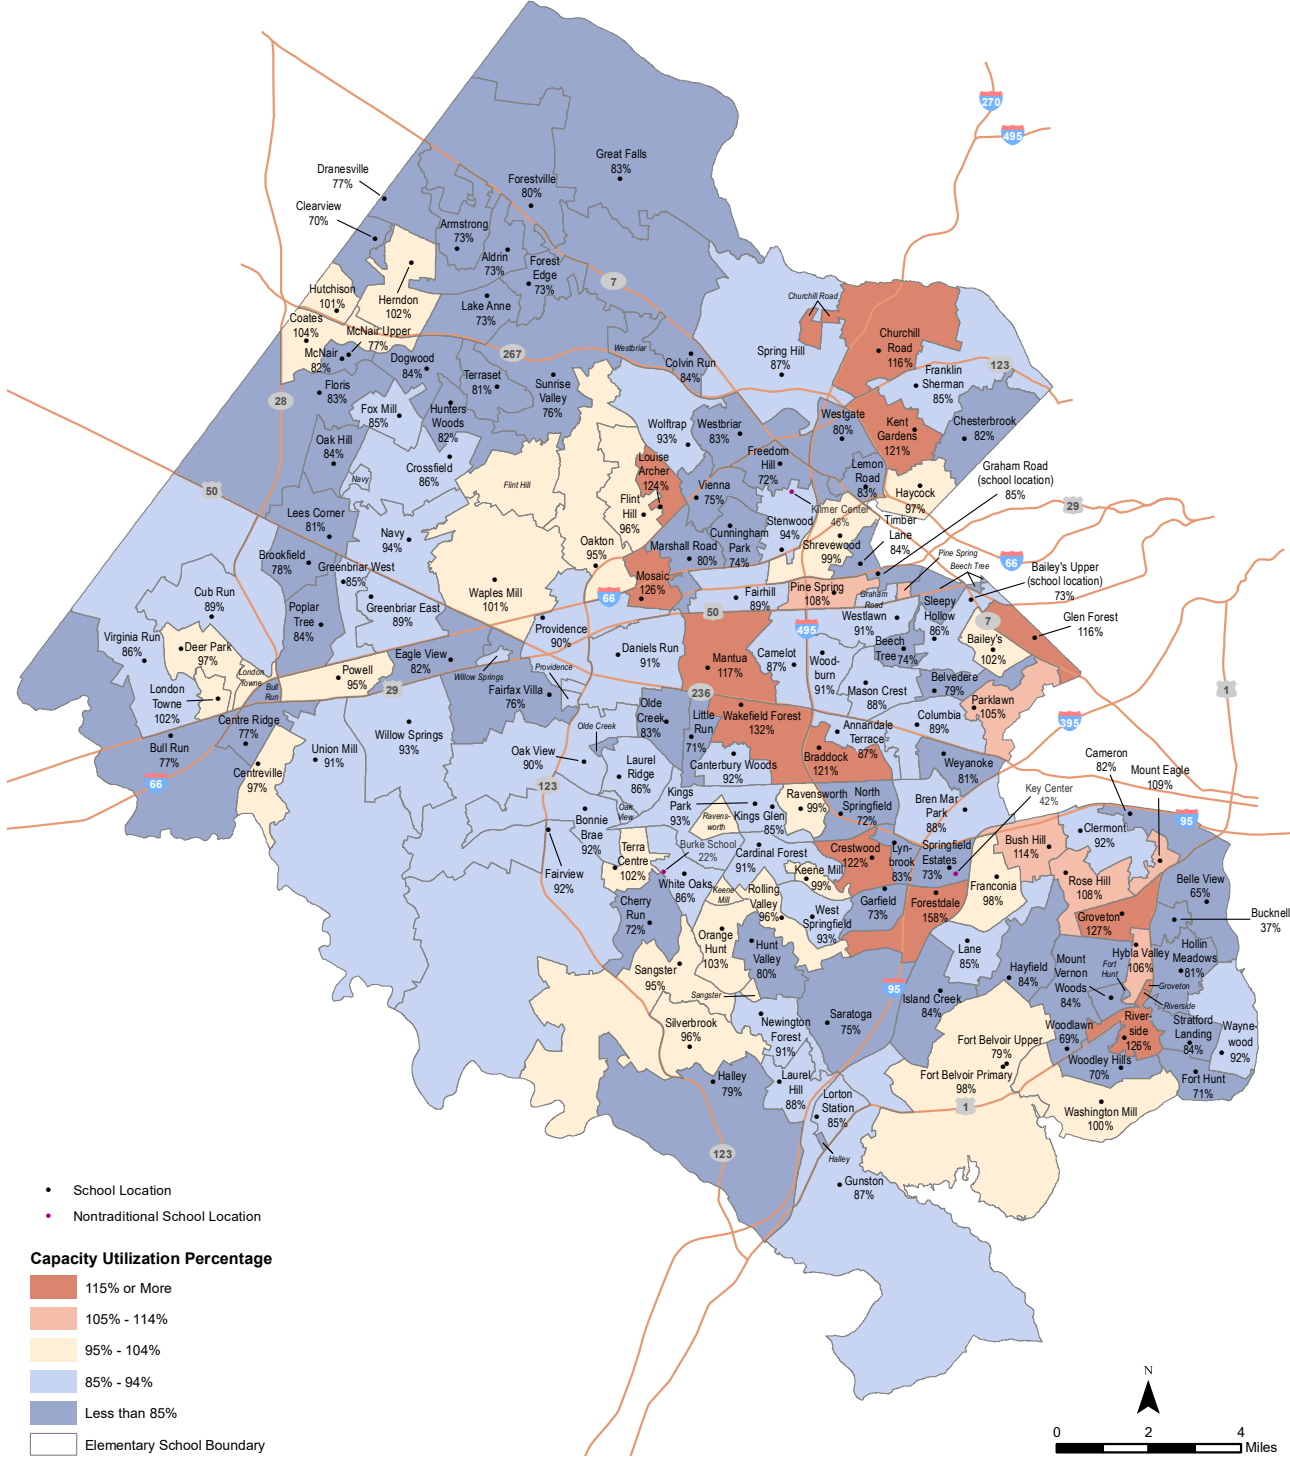 270
495
Great Falls
83%
Dranesville
77%
Forestville
80%
Clearview
70%
Armstrong
73%
Aldrin
73%
Forest
Edge
73%
7
Hutchison
101%
Herndon
102%
Lake Anne
73%
Churchill Road
Coates
104%
McNair Upper
77%
McNair
82%
Dogwood
84%
267
Westbriar
Colvin Run
84%
Spring Hill
87%
Churchill
Road
116%
Franklin
Sherman
85%
123
Floris
83%
Terraset
81%
Sunrise
Valley
76%
28
Fox Mill
85%
Hunters
Woods
82%
Wolftrap
93%
Westbriar
83%
Westgate
80%
Kent
Gardens
121%
Chesterbrook
82%
Oak Hill
84%
Crossfield
86%
Louise
Archer
124%
Freedom
Hill
72%
Lemon
Road
83%
Graham Road
(school location)
85%
Navy
Flint Hill
Vienna
75%
Haycock
97%
50
Flint
Hill
96%
Kilmer Center
46%
29
Lees Corner
81%
Navy
94%
Stenwood
94%
Timber
Lane
84%
Cunningham
Park
74%
Oakton
95%
Marshall Road
80%
Shrevewood
99%
Pine Spring
Beech Tree
66
Brookfield
78%
Greenbriar West
85%
Bailey's Upper
(school location)
73%
Cub Run
89%
Waples Mill
101%
Mosaic
126%
66
Fairhill
89%
Pine Spring
108%
Graham
Road
Sleepy
Hollow
86%
Poplar
Tree
84%
Greenbriar East
89%
50
495
Westlawn
91%
7
Glen Forest
116%
Virginia Run
86%
Deer Park
97%
Providence
90%
Bailey's
102%
Eagle View
82%
Daniels Run
91%
Mantua
117%
Camelot
87%
Wood-
burn
91%
Beech
Tree
74%
London
Towne
Powell
95%
Providence
Willow Springs
Belvedere
79%
London
Towne
102%
Bull
Run
29
Fairfax Villa
76%
236
Mason Crest
88%
Parklawn
105%
1
Centre Ridge
77%
Olde
Creek
83%
Little
Run
71%
Wakefield Forest
132%
Columbia
89%
395
Bull Run
77%
Willow Springs
93%
Olde Creek
Annandale
Terrace
87%
Union Mill
91%
Oak View
90%
Braddock
121%
Cameron
82%
Mount Eagle
109%
Centreville
97%
Laurel
Ridge
86%
Canterbury Woods
92%
Weyanoke
81%
66
123
Kings
Park
93%
Ravensworth
99%
North
Springfield
72%
Key Center
42%
Bren Mar
Park
88%
Oak
View
Ravens-
worth
Kings Glen
85%
95
Bonnie
Brae
92%
Clermont
92%
Terra
Centre
102%
Burke School
22%
Cardinal Forest
91%
Crestwood
122%
Lyn-
brook
83%
Springfield
Estates
73%
Bush Hill
114%
Fairview
92%
White Oaks
86%
Keene Mill
99%
Franconia
98%
Rose Hill
108%
Belle View
65%
Keene
Mill
Rolling
Valley
96%
Cherry
Run
72%
Garfield
73%
Forestdale
158%
West
Springfield
93%
Groveton
127%
Bucknell
37%
Orange
Hunt
103%
Hunt
Valley
80%
Lane
85%
Hybla Valley
106%
Hollin
Meadows
81%
Sangster
95%
Hayfield
84%
Mount
Vernon
Woods
84%
Fort
Hunt
Groveton
Sangster
95
Island Creek
84%
Riverside
Silverbrook
96%
Newington
Forest
91%
Saratoga
75%
River-
side
126%
Stratford
Landing
84%
Wayne-
wood
92%
Woodlawn
69%
Fort Belvoir Upper
79%
Woodley Hills
70%
Halley
79%
Laurel
Hill
88%
Fort Belvoir Primary
98%
Fort Hunt
71%
Lorton
Station
85%
1
Washington Mill
100%
123
Halley
Gunston
87%
School Location
Nontraditional School Location
Capacity Utilization Percentage
115% or More
105% - 114%
95% - 104%
85% - 94%
Less than 85%
Elementary School Boundary
N
0 2 4
Miles